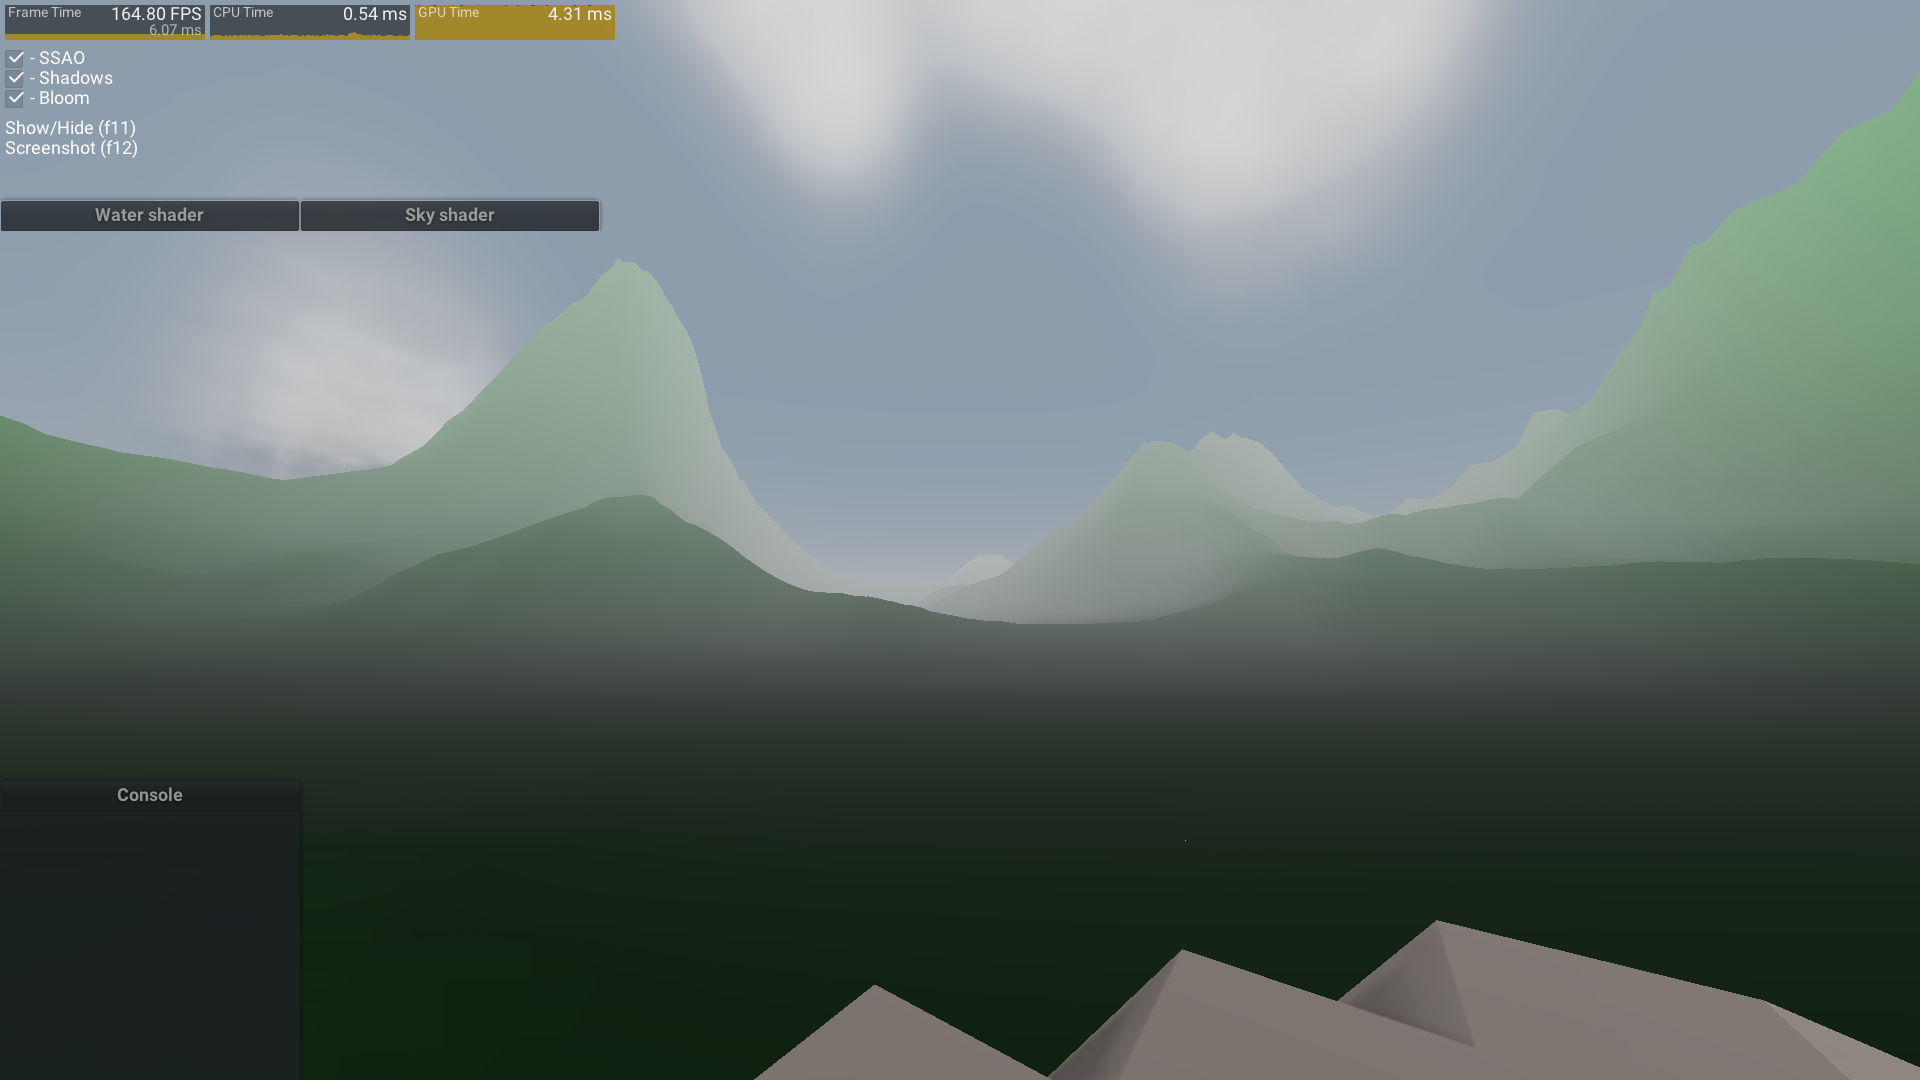 Frame Time 164.80 FPS CPU Time 0.54 ms GPU Time 4.31 ms
6.07 ms
- SSAO
- Shadows
- Bloom
Show/Hide (f11)
Screenshot (f12)
Water shader Sky shader
Console